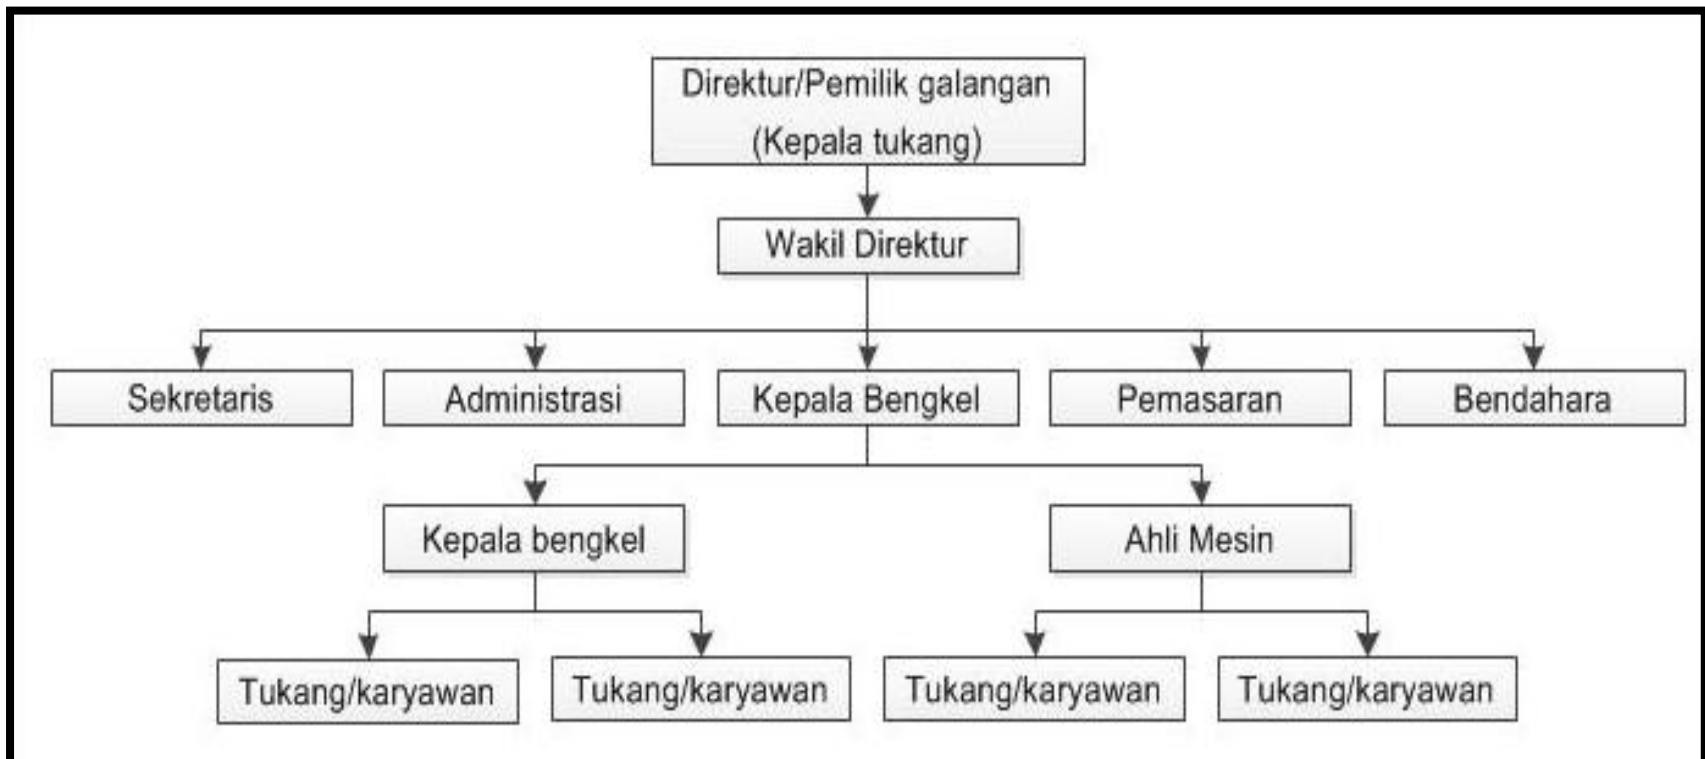 Direktur/Pemilik galangan
(Kepala tukang)
Wakil Direktur
Sekretaris
Administrasi
Kepala Bengkel
Pemasaran
Bendahara
Kepala bengkel
Ahli Mesin
Tukang/karyawan
Tukang/karyawan
Tukang/karyawan
Tukang/karyawan